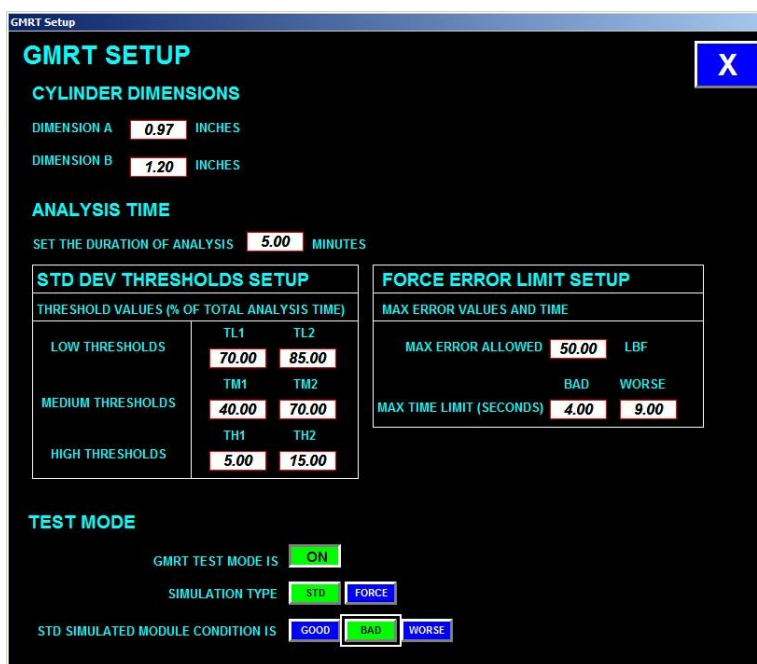 GMRT Setup
GMRT SETUP
X
CYLINDER DIMENSIONS
DIMENSION A 0.97 INCHES
DIMENSION B 1.20 INCHES
ANALYSIS TIME
SET THE DURATION OF ANALYSIS 5.00 MINUTES
STD DEV THRESHOLDS SETUP
THRESHOLD VALUES (% OF TOTAL ANALYSIS TIME)
TL1 TL2
LOW THRESHOLDS 70.00 85.00
TM1 TM2
MEDIUM THRESHOLDS 40.00 70.00
TH1 TH2
HIGH THRESHOLDS 5.00 15.00
FORCE ERROR LIMIT SETUP
MAX ERROR VALUES AND TIME
MAX ERROR ALLOWED 50.00 LBF
BAD WORSE
MAX TIME LIMIT (SECONDS) 4.00 9.00
TEST MODE
GMRT TEST MODE IS ON
SIMULATION TYPE STD FORCE
STD SIMULATED MODULE CONDITION IS GOOD BAD WORSE